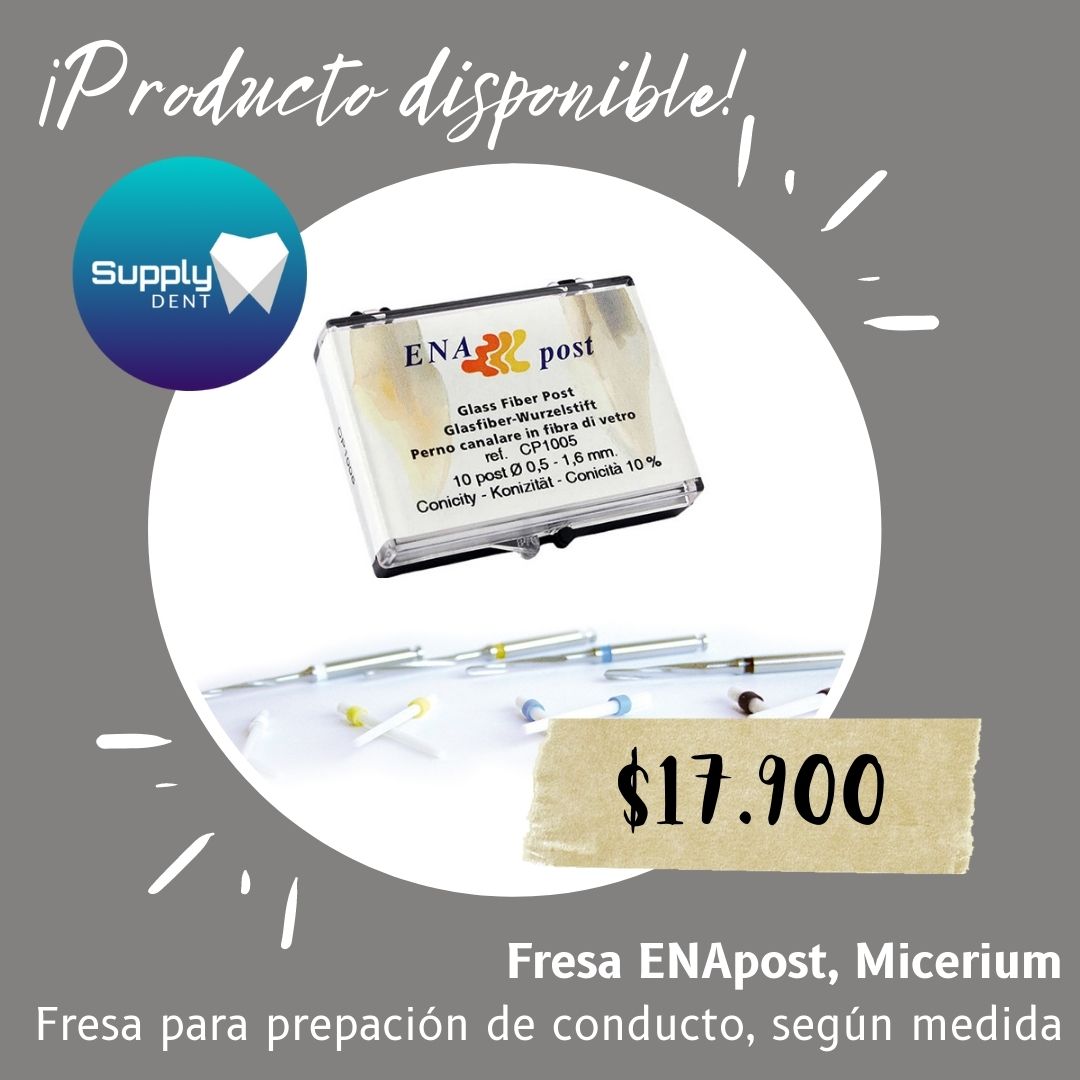 ¡Producto disponible!
Supply
DENT
ENA post
Glass Fiber Post
Glasfiber-Wurzelstift
Perno canalare in fibra di vetro
ref. CP1005
10 post Ø 0,5 - 1,6 mm.
Conicity - Konizität - Conicità 10 %
$17.900
Fresa ENApost, Micerium
Fresa para prepación de conducto, según medida